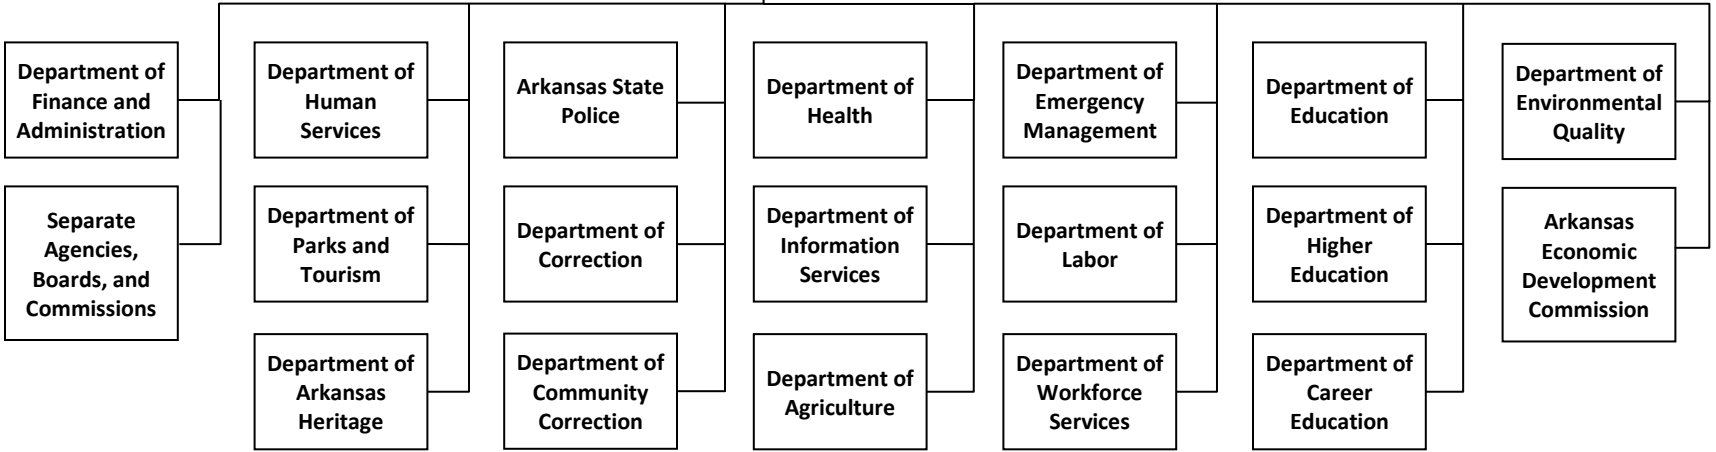 Department of
Finance and
Administration
Department of
Human
Services
Arkansas State
Police
Department of
Health
Department of
Emergency
Management
Department of
Education
Department of
Environmental
Quality
Separate
Agencies,
Boards, and
Commissions
Department of
Parks and
Tourism
Department of
Correction
Department of
Information
Services
Department of
Labor
Department of
Higher
Education
Arkansas
Economic
Development
Commission
Department of
Arkansas
Heritage
Department of
Community
Correction
Department of
Agriculture
Department of
Workforce
Services
Department of
Career
Education